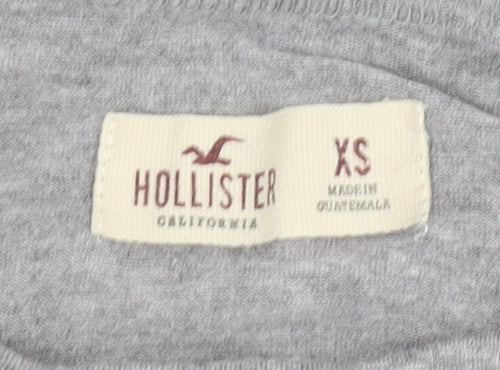 HOLLISTER
CALIFORNIA
XS
MADE IN
GUATEMALA